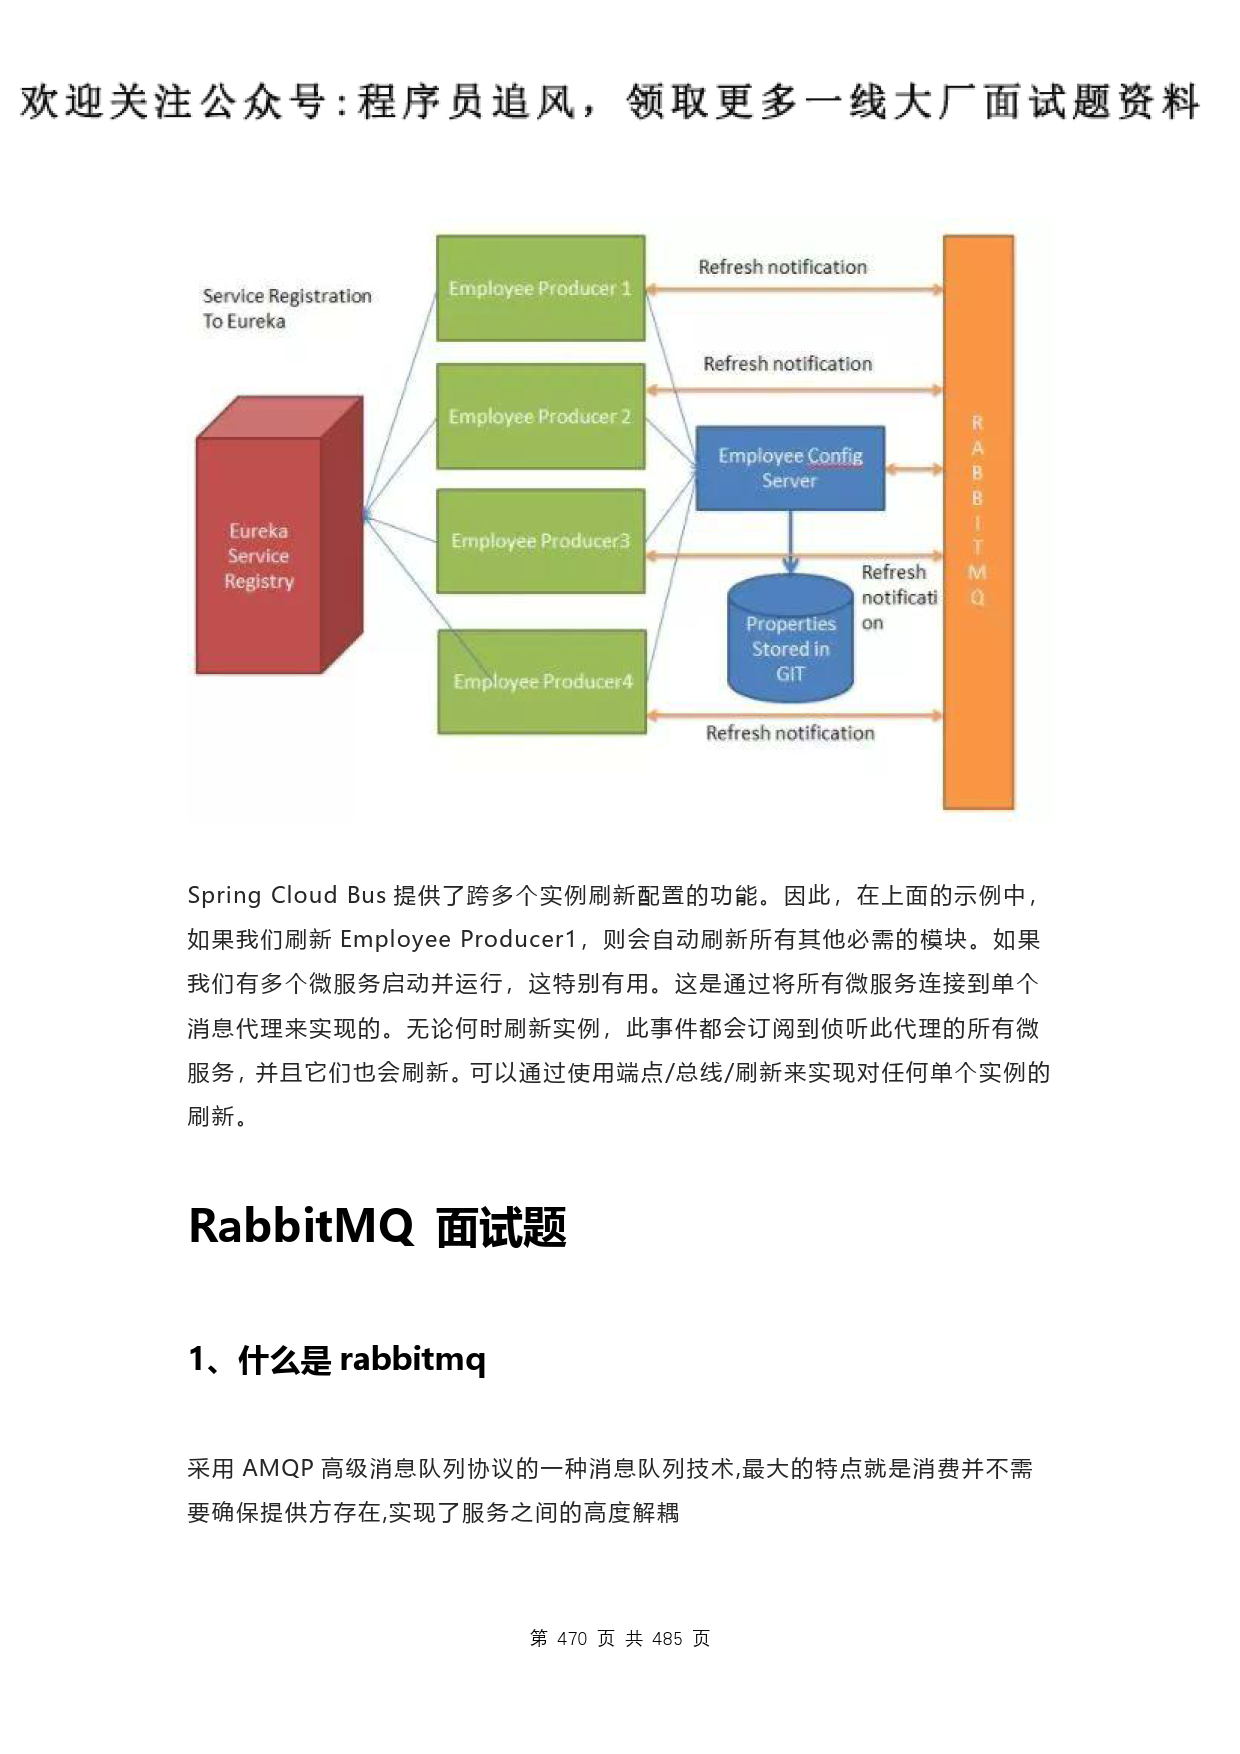 欢迎关注公众号:程序员追风，领取更多一线大厂面试题资料
Service Registration
To Eureka
Eureka
Service
Registry
Employee Producer 1
Employee Producer 2
Employee Producer3
Employee Producer4
Refresh notification
Refresh notification
Employee Config
Server
Refresh
notificati
on
Properties
Stored in
GIT
Refresh notification
R
A
B
B
I
T
M
Q
Spring Cloud Bus 提供了跨多个实例刷新配置的功能。因此，在上面的示例中，
如果我们刷新 Employee Producer1，则会自动刷新所有其他必需的模块。如果
我们有多个微服务启动并运行，这特别有用。这是通过将所有微服务连接到单个
消息代理来实现的。无论何时刷新实例，此事件都会订阅到侦听此代理的所有微
服务，并且它们也会刷新。可以通过使用端点/总线/刷新来实现对任何单个实例的
刷新。
RabbitMQ 面试题
1、什么是 rabbitmq
采用 AMQP 高级消息队列协议的一种消息队列技术,最大的特点就是消费并不需
要确保提供方存在,实现了服务之间的高度解耦
第 470 页 共 485 页